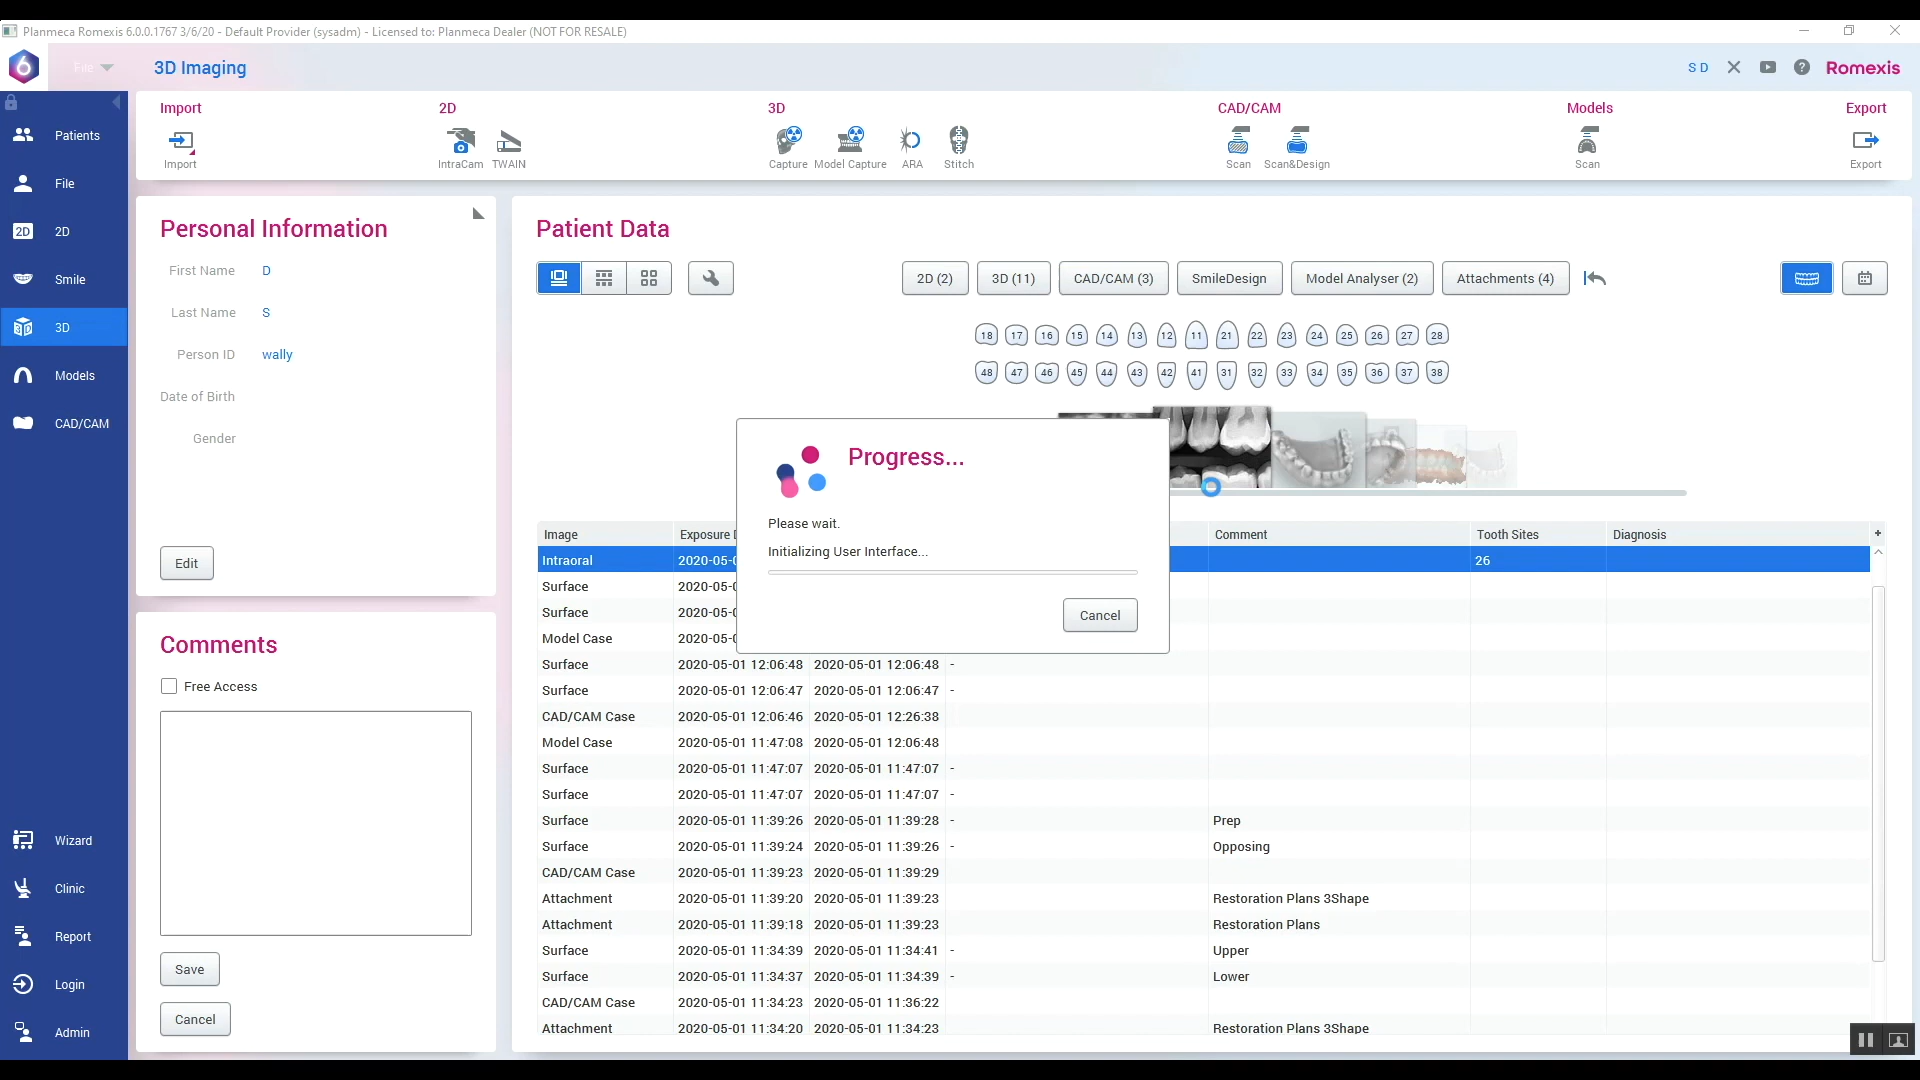 Planmeca Romexis 6.0.0.1767 3/6/20 - Default Provider (sysadm) - Licensed to: Planmeca Dealer (NOT FOR RESALE)
6 File 3D Imaging S D ? Romexis
Import 2D 3D CAD/CAM Models Export
Import IntraCam TWAIN Capture Model Capture ARA Stitch Scan Scan&Design Scan Export
Patients
File
2D 2D
Smile
3D 3D
Models
CAD/CAM
Wizard
Clinic
Report
Login
Admin
Personal Information
First Name D
Last Name S
Person ID wally
Date of Birth
Gender
Edit
Comments
Free Access
Save
Cancel
Patient Data
2D (2) 3D (11) CAD/CAM (3) SmileDesign Model Analyser (2) Attachments (4)
18 17 16 15 14 13 12 11 21 22 23 24 25 26 27 28
48 47 46 45 44 43 42 41 31 32 33 34 35 36 37 38
Progress...
Please wait.
Initializing User Interface...
Cancel
Image Exposure Comment Tooth Sites Diagnosis +
Intraoral 2020-05- 26
Surface 2020-05-
Surface 2020-05-
Model Case 2020-05-
Surface 2020-05-01 12:06:48 2020-05-01 12:06:48 -
Surface 2020-05-01 12:06:47 2020-05-01 12:06:47 -
CAD/CAM Case 2020-05-01 12:06:46 2020-05-01 12:26:38
Model Case 2020-05-01 11:47:08 2020-05-01 12:06:48
Surface 2020-05-01 11:47:07 2020-05-01 11:47:07 -
Surface 2020-05-01 11:47:07 2020-05-01 11:47:07 -
Surface 2020-05-01 11:39:26 2020-05-01 11:39:28 - Prep
Surface 2020-05-01 11:39:24 2020-05-01 11:39:26 - Opposing
CAD/CAM Case 2020-05-01 11:39:23 2020-05-01 11:39:29
Attachment 2020-05-01 11:39:20 2020-05-01 11:39:23 Restoration Plans 3Shape
Attachment 2020-05-01 11:39:18 2020-05-01 11:39:23 Restoration Plans
Surface 2020-05-01 11:34:39 2020-05-01 11:34:41 - Upper
Surface 2020-05-01 11:34:37 2020-05-01 11:34:39 - Lower
CAD/CAM Case 2020-05-01 11:34:23 2020-05-01 11:36:22
Attachment 2020-05-01 11:34:20 2020-05-01 11:34:23 Restoration Plans 3Shape